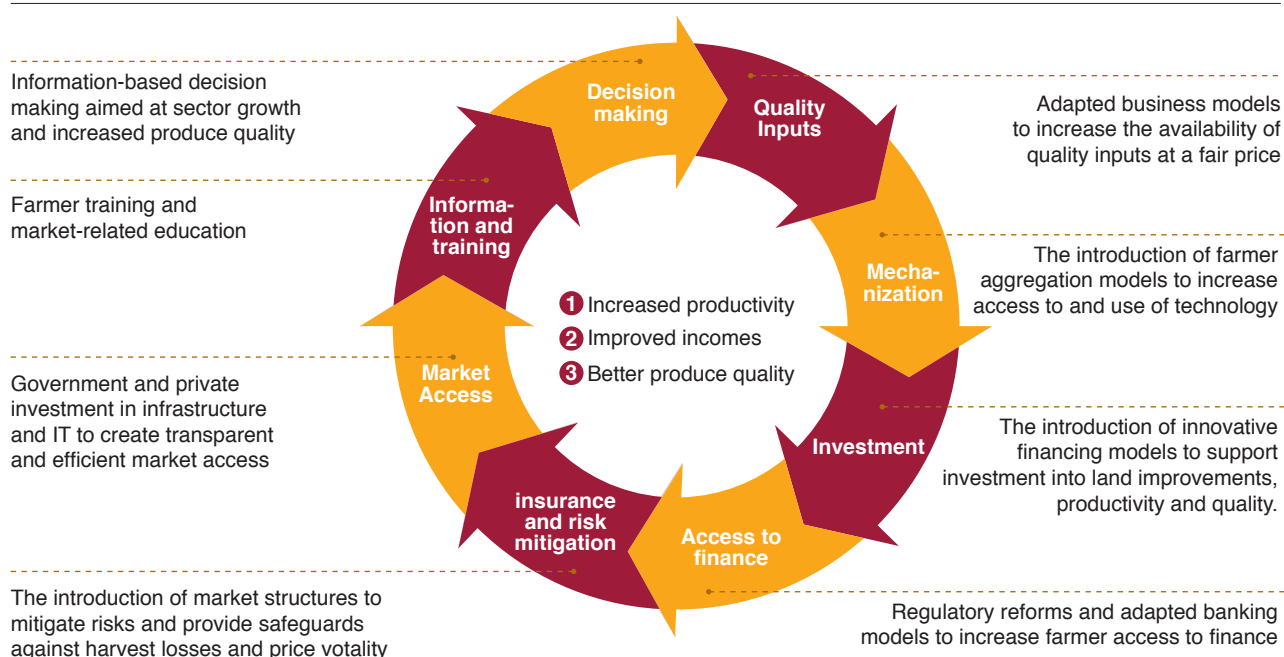 Information-based decision
making aimed at sector growth
and increased produce quality
Farmer training and
market-related education
Government and private
investment in infrastructure
and IT to create transparent
and efficient market access
The introduction of market structures to
mitigate risks and provide safeguards
against harvest losses and price votality
Decision
making
Quality
Inputs
Mecha-
nization
Investment
Access to
finance
insurance
and risk
mitigation
Market
Access
Informa-
tion and
training
1 Increased productivity
2 Improved incomes
3 Better produce quality
Adapted business models
to increase the availability of
quality inputs at a fair price
The introduction of farmer
aggregation models to increase
access to and use of technology
The introduction of innovative
financing models to support
investment into land improvements,
productivity and quality.
Regulatory reforms and adapted banking
models to increase farmer access to finance